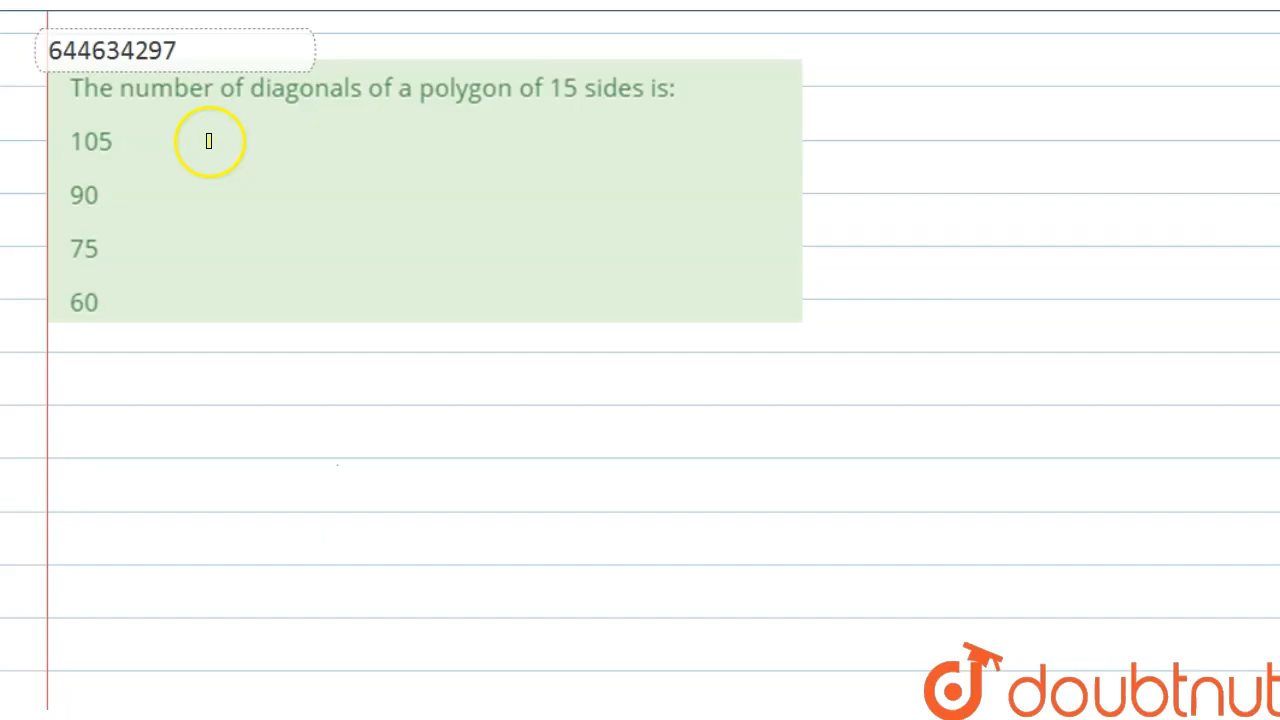 644634297
The number of diagonals of a polygon of 15 sides is:
105
90
75
60
doubtnut